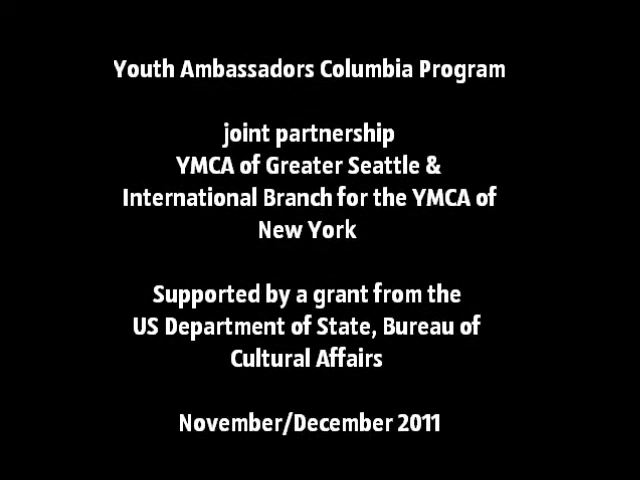 Youth Ambassadors Columbia Program
joint partnership
YMCA of Greater Seattle &
International Branch for the YMCA of
New York
Supported by a grant from the
US Department of State, Bureau of
Cultural Affairs
November/December 2011